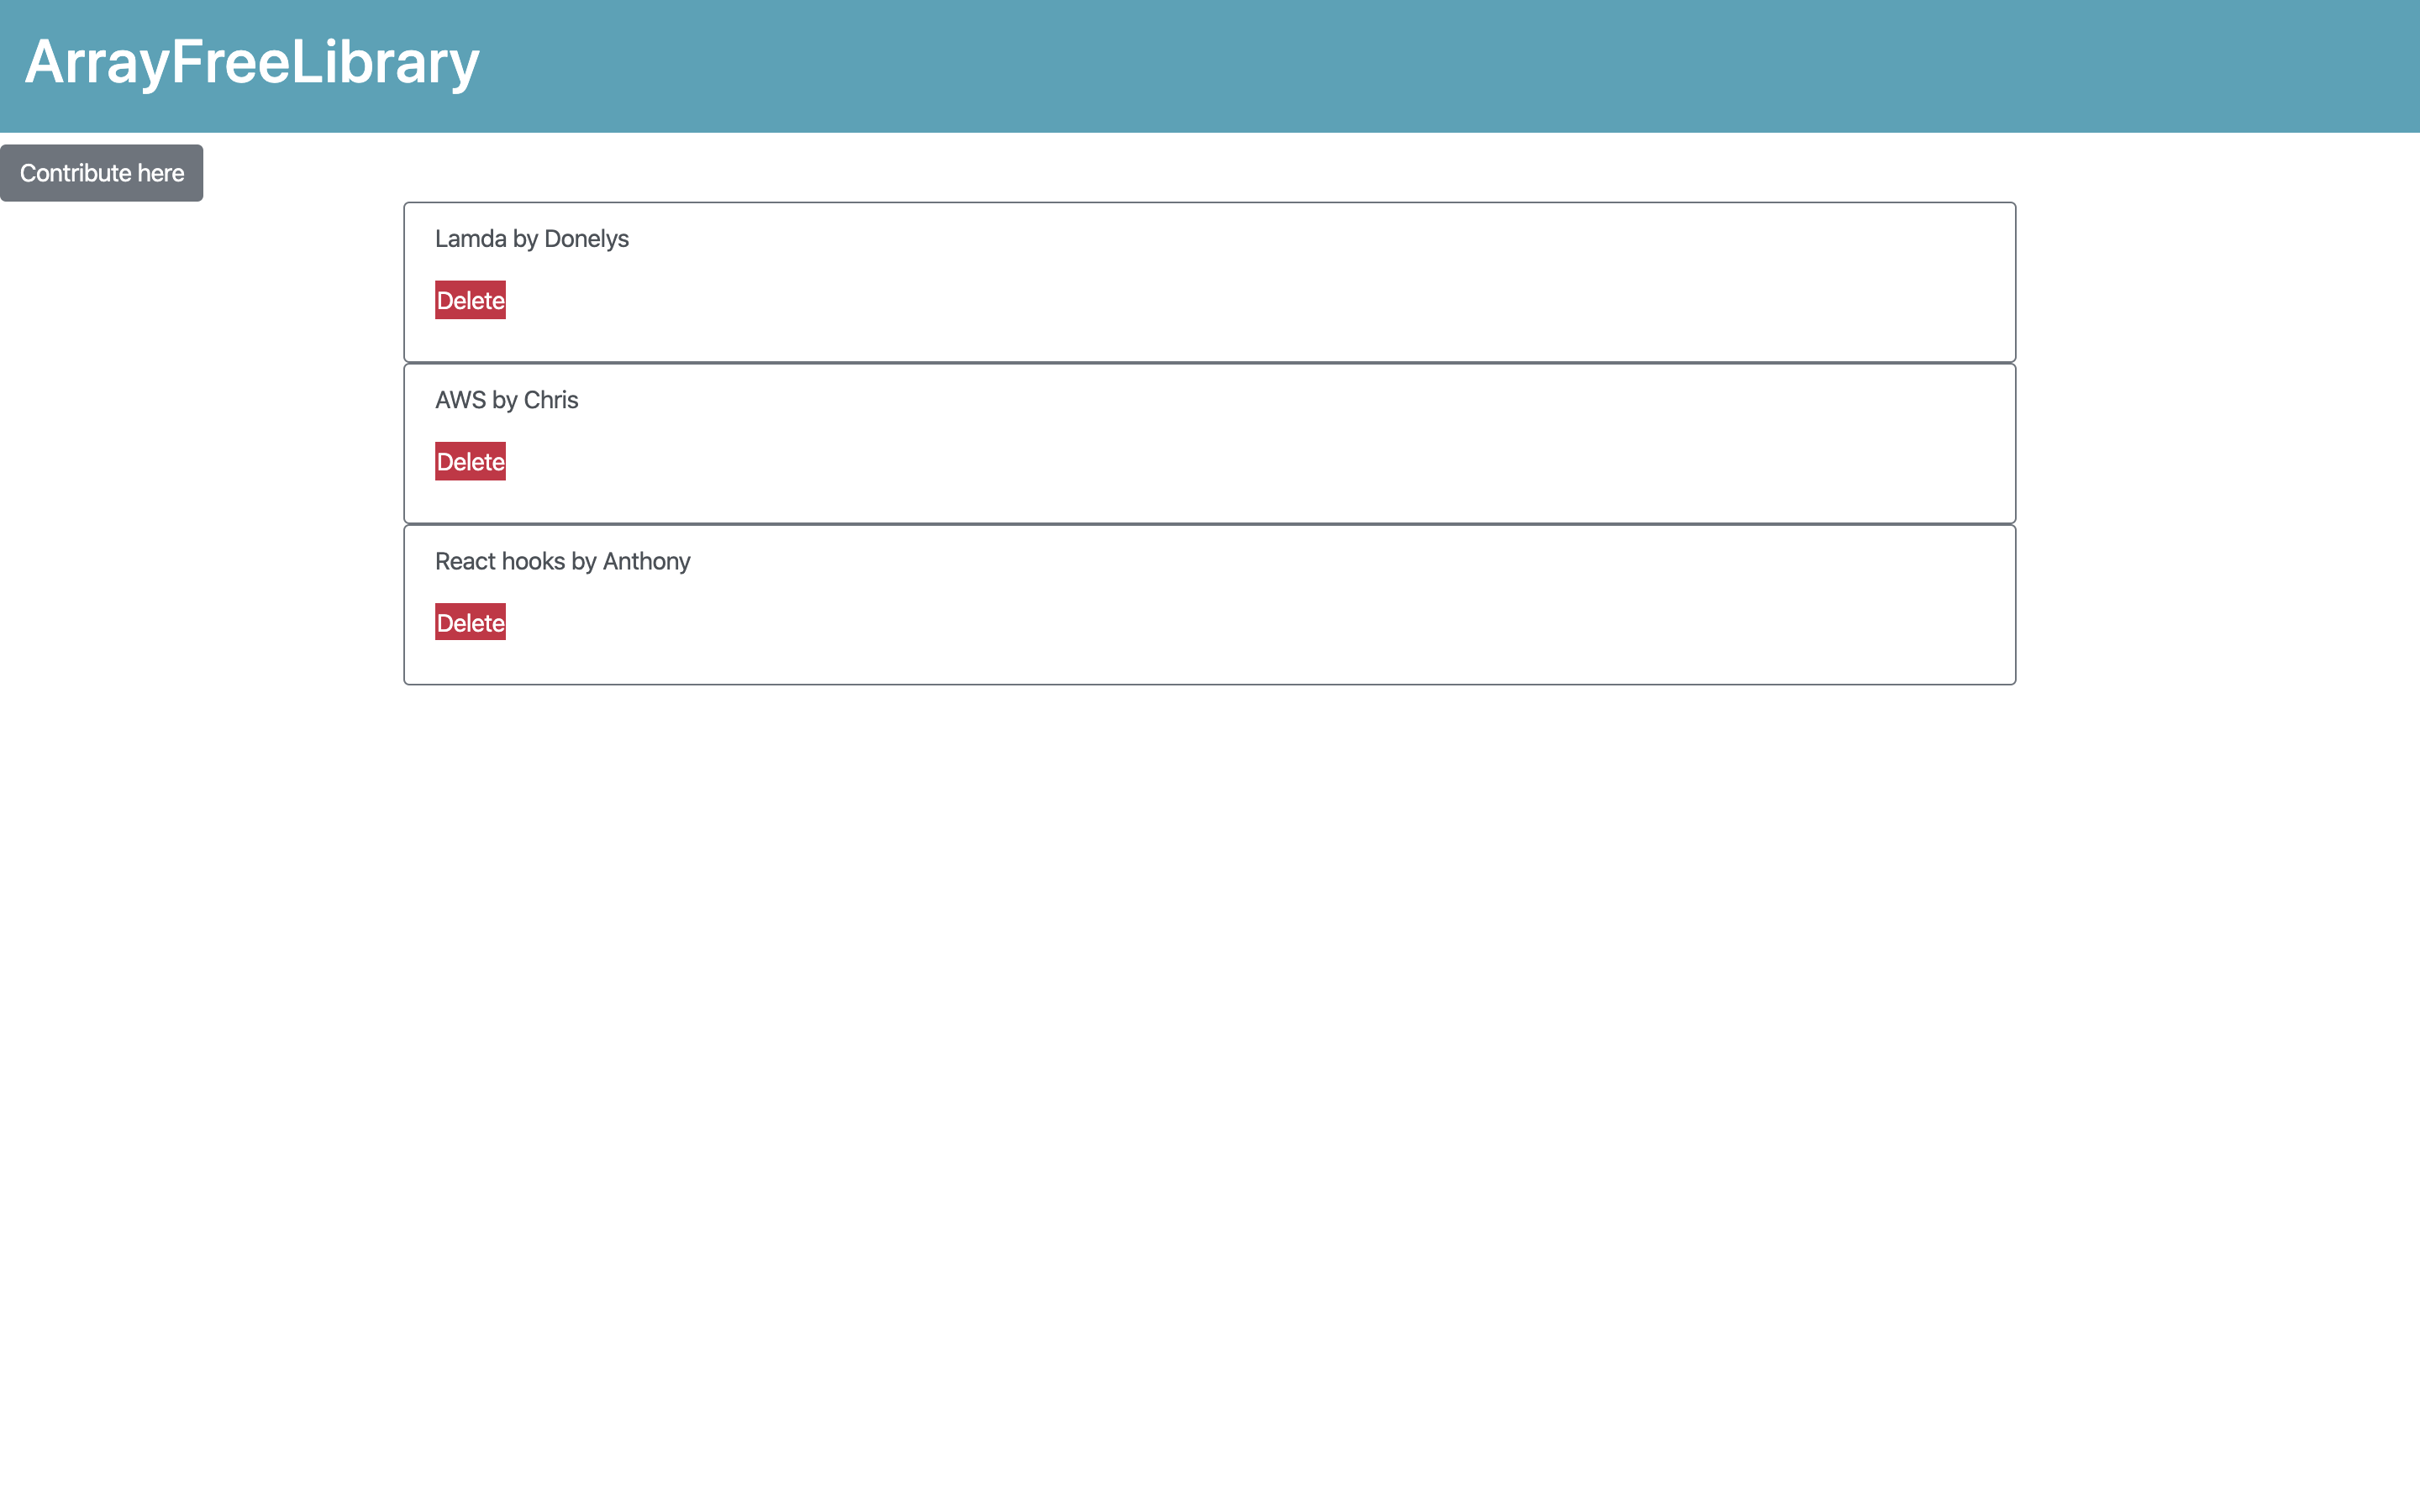 ArrayFreeLibrary
Contribute here
Lamda by Donelys
Delete
AWS by Chris
Delete
React hooks by Anthony
Delete